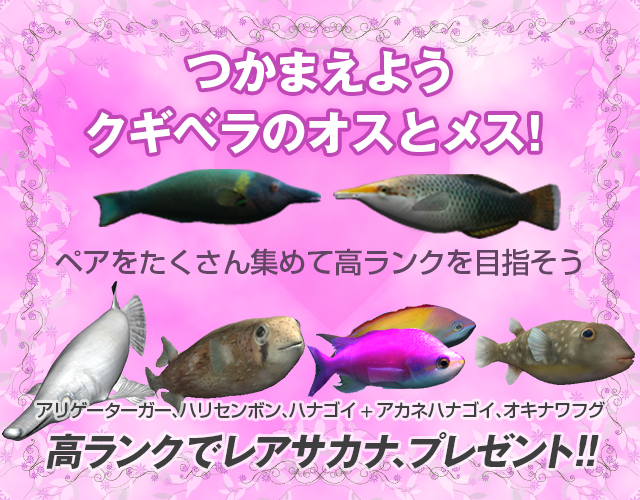 つかまえよう
クギベラのオスとメス!
ペアをたくさん集めて高ランクを目指そう
アリゲーターガー、ハリセンボン、ハナゴイ + アカネハナゴイ、オキナワフグ
高ランクでレアサカナ、プレゼント!!